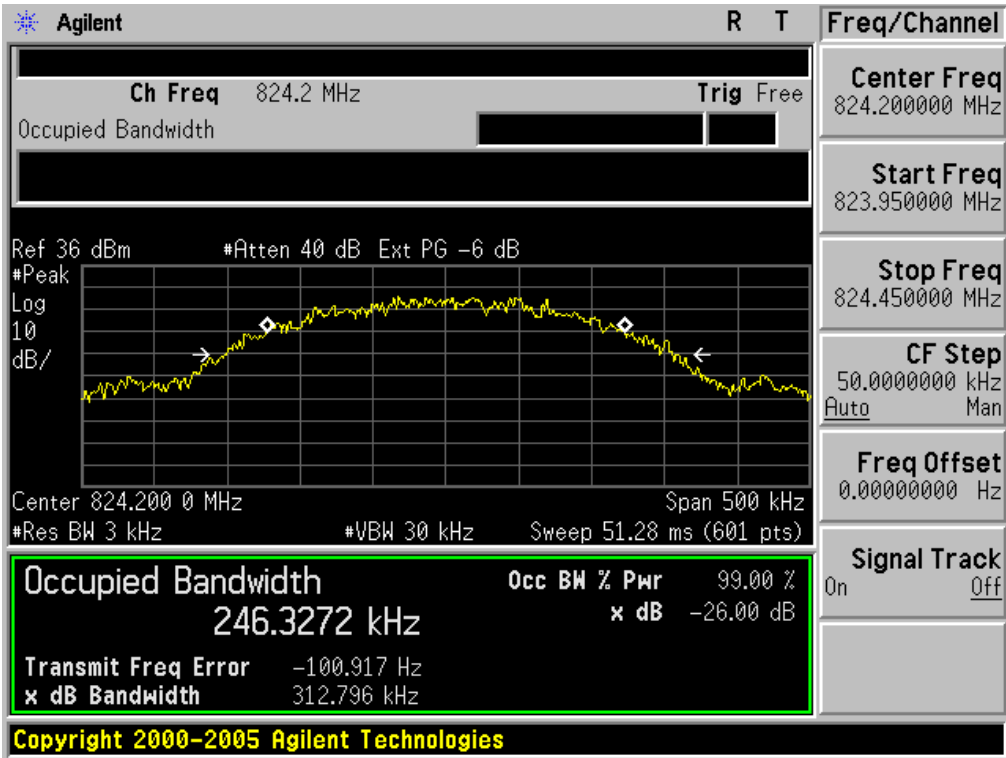 Agilent R T
Freq/Channel
Ch Freq 824.2 MHz Trig Free
Occupied Bandwidth
Ref 36 dBm #Atten 40 dB Ext PG -6 dB
#Peak
Log
10
dB/
Center 824.200 0 MHz Span 500 kHz
#Res BW 3 kHz #VBW 30 kHz Sweep 51.28 ms (601 pts)
Occupied Bandwidth Occ BW % Pwr 99.00 %
246.3272 kHz x dB -26.00 dB
Transmit Freq Error -100.917 Hz
x dB Bandwidth 312.796 kHz
Copyright 2000-2005 Agilent Technologies
Center Freq
824.200000 MHz
Start Freq
823.950000 MHz
Stop Freq
824.450000 MHz
CF Step
50.0000000 kHz
Auto Man
Freq Offset
0.00000000 Hz
Signal Track
On Off